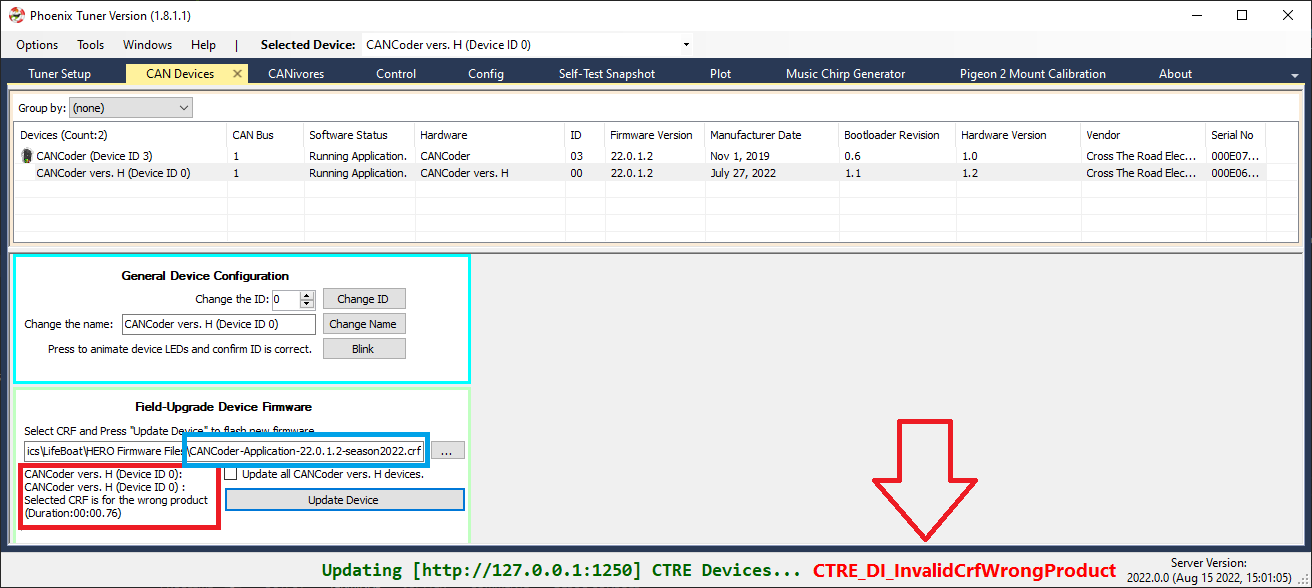 Phoenix Tuner Version (1.8.1.1)
Options Tools Windows Help | Selected Device: CANCoder vers. H (Device ID 0)
Tuner Setup CAN Devices CANivores Control Config Self-Test Snapshot Plot Music Chirp Generator Pigeon 2 Mount Calibration About
Group by: (none)
Devices (Count:2) CAN Bus Software Status Hardware ID Firmware Version Manufacturer Date Bootloader Revision Hardware Version Vendor Serial No
CANCoder (Device ID 3) 1 Running Application. CANCoder 03 22.0.1.2 Nov 1, 2019 0.6 1.0 Cross The Road Elec... 000E07...
CANCoder vers. H (Device ID 0) 1 Running Application. CANCoder vers. H 00 22.0.1.2 July 27, 2022 1.1 1.2 Cross The Road Elec... 000E06...
General Device Configuration
Change the ID: 0 Change ID
Change the name: CANCoder vers. H (Device ID 0) Change Name
Press to animate device LEDs and confirm ID is correct. Blink
Field-Upgrade Device Firmware
Select CRF and Press "Update Device" to flash new firmware
ics\LifeBoat\HERO Firmware Files\CANCoder-Application-22.0.1.2-season2022.crf ...
CANCoder vers. H (Device ID 0): Update all CANCoder vers. H devices.
CANCoder vers. H (Device ID 0) :
Selected CRF is for the wrong product Update Device
(Duration:00:00.76)
Updating [http://127.0.0.1:1250] CTRE Devices... CTRE_DI_InvalidCrfWrongProduct
Server Version:
2022.0.0 (Aug 15 2022, 15:01:05)